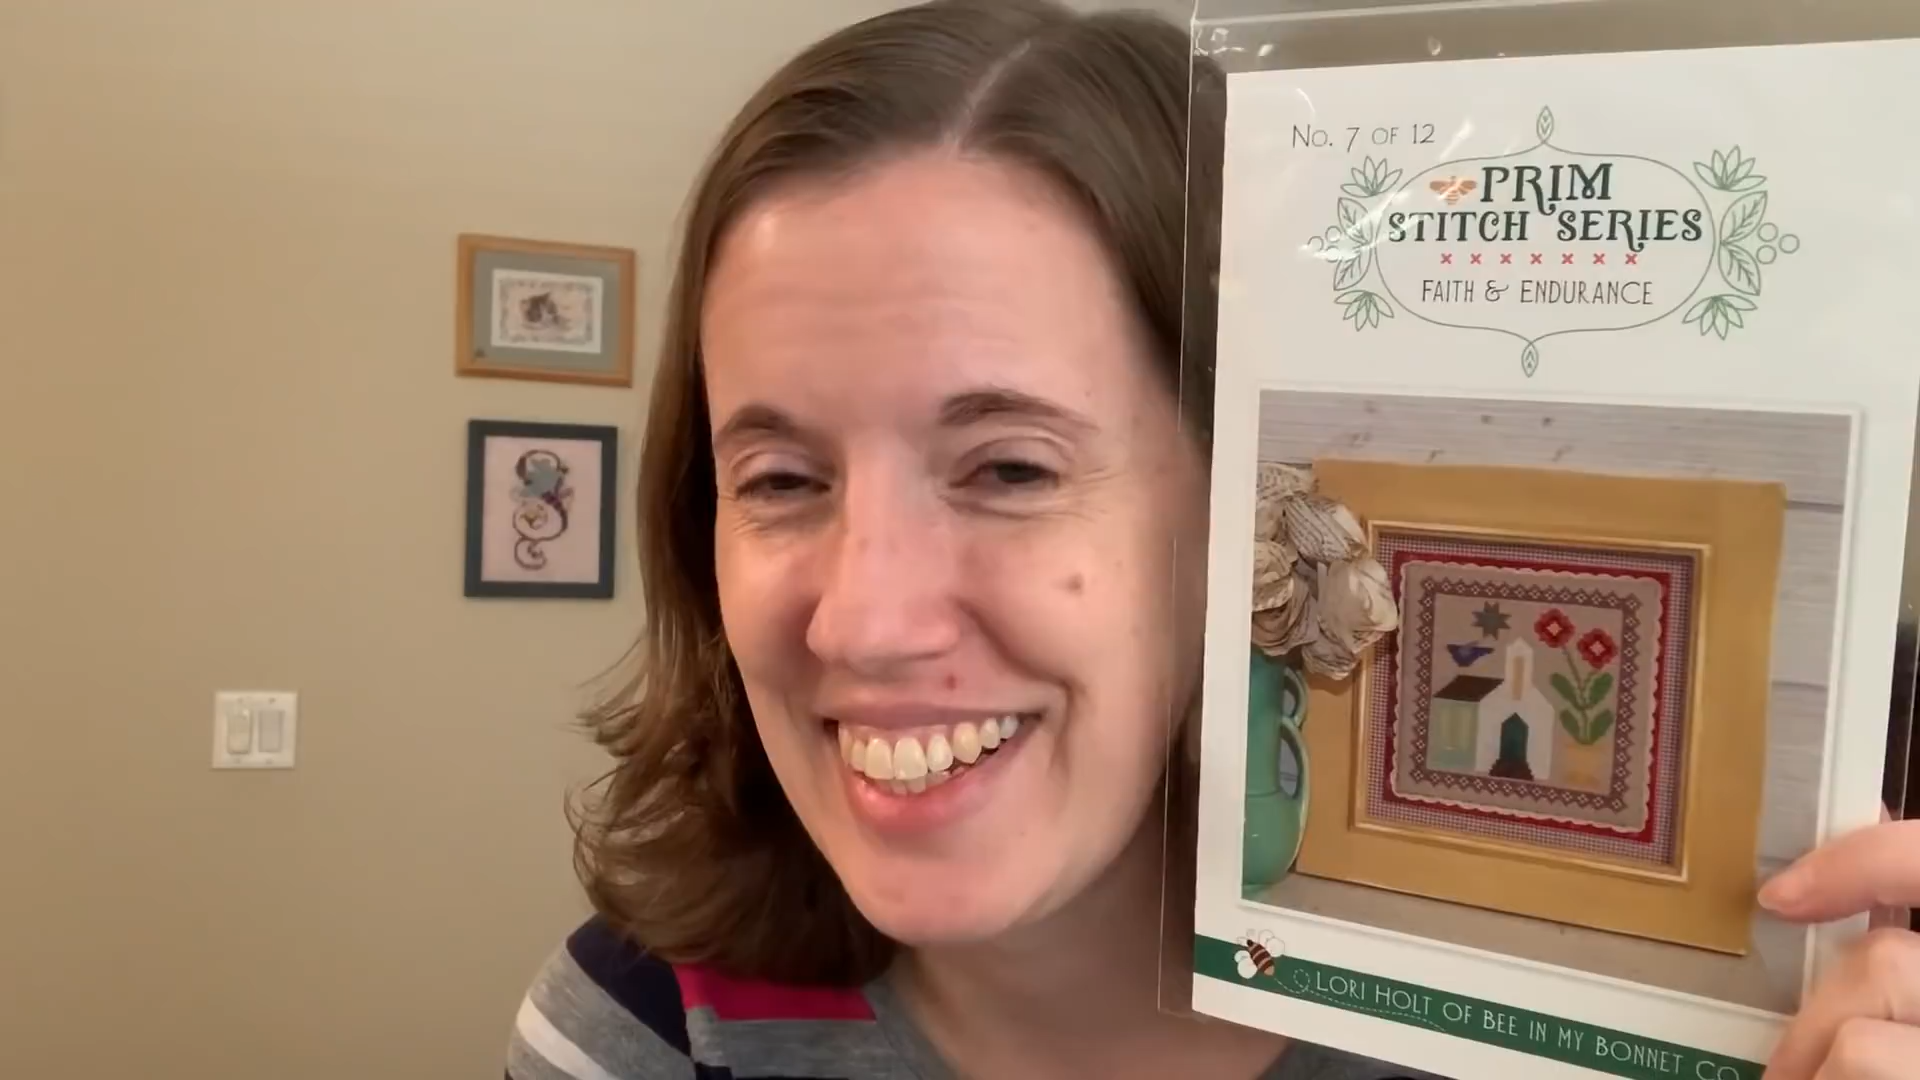 No. 7 OF 12
PRIM
STITCH SERIES
FAITH & ENDURANCE
LORI HOLT OF BEE IN MY BONNET CO